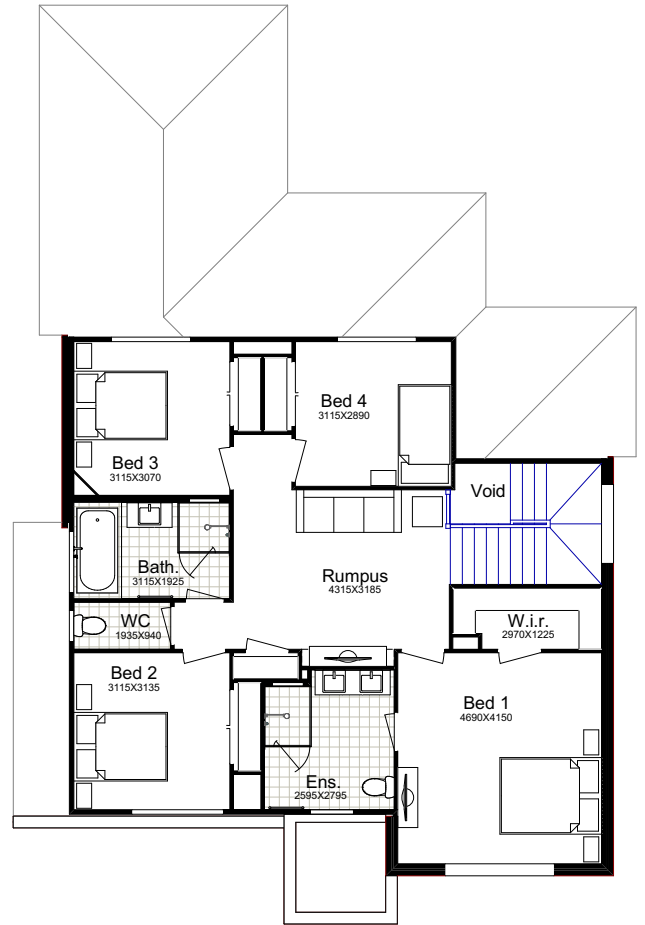 Bed 4
3115X2890
Bed 3
3115X3070
Void
Bath.
3115X1925
Rumpus
4315X3185
WC
1935X940
W.i.r.
2970X1225
Bed 2
3115X3135
Bed 1
4690X4150
Ens.
2595X2795